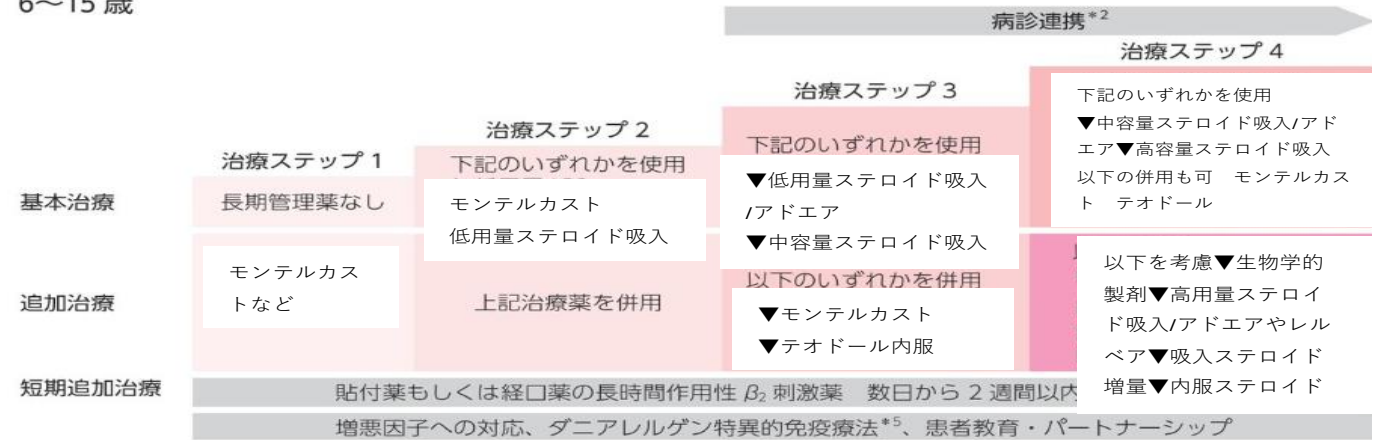 6～15歳
病診連携*2
治療ステップ 4
下記のいずれかを使用
▼中容量ステロイド吸入/アド
エア▼高容量ステロイド吸入
以下の併用も可　モンテルカス
ト　テオドール
治療ステップ 3
下記のいずれかを使用
▼低用量ステロイド吸入
/アドエア
▼中容量ステロイド吸入
治療ステップ 2
下記のいずれかを使用
モンテルカスト
低用量ステロイド吸入
治療ステップ 1
基本治療
長期管理薬なし
追加治療
モンテルカス
トなど
上記治療薬を併用
以下のいずれかを併用
▼モンテルカスト
▼テオドール内服
以下を考慮▼生物学的
製剤▼高用量ステロイ
ド吸入/アドエアやレル
ベア▼吸入ステロイド
増量▼内服ステロイド
短期追加治療
貼付薬もしくは経口薬の長時間作用性 β2 刺激薬　数日から 2 週間以内
増悪因子への対応、ダニアレルゲン特異的免疫療法*5、患者教育・パートナーシップ